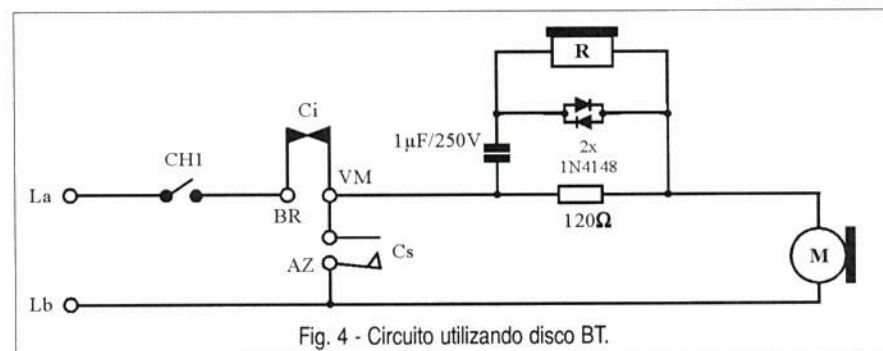 R
Ci
1µF/250V
2x
1N4148
CH1
La
BR
VM
120Ω
Cs
AZ
M
Lb
Fig. 4 - Circuito utilizando disco BT.